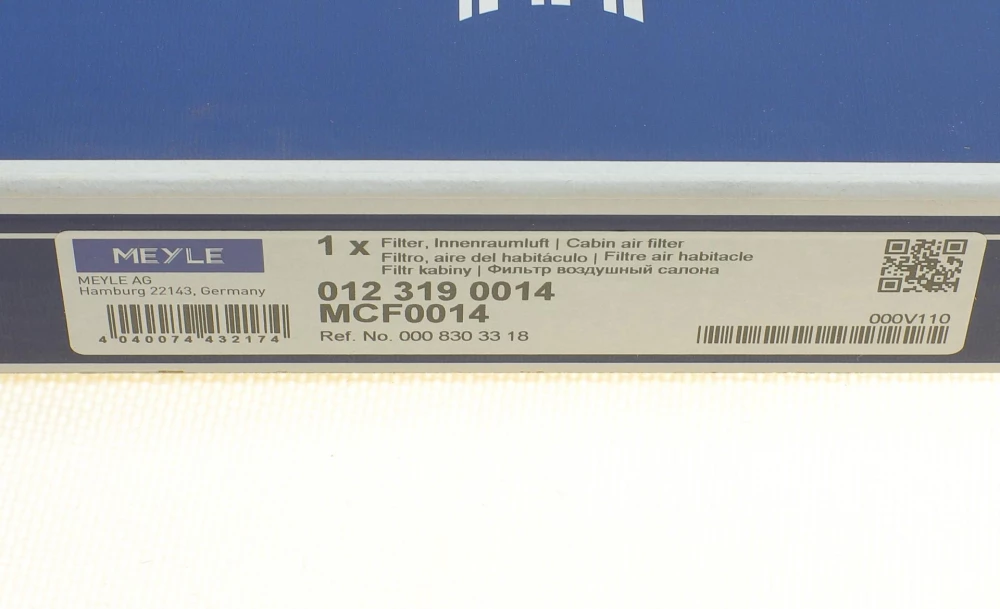 MEYLE
MEYLE AG
Hamburg 22143, Germany
4 040074 432174
1 x Filter, Innenraumluft | Cabin air filter
Filtro, aire del habitáculo | Filtre air habitacle
Filtr kabiny | Фильтр воздушный салона
012 319 0014
MCF0014
Ref. No. 000 830 33 18
000V110